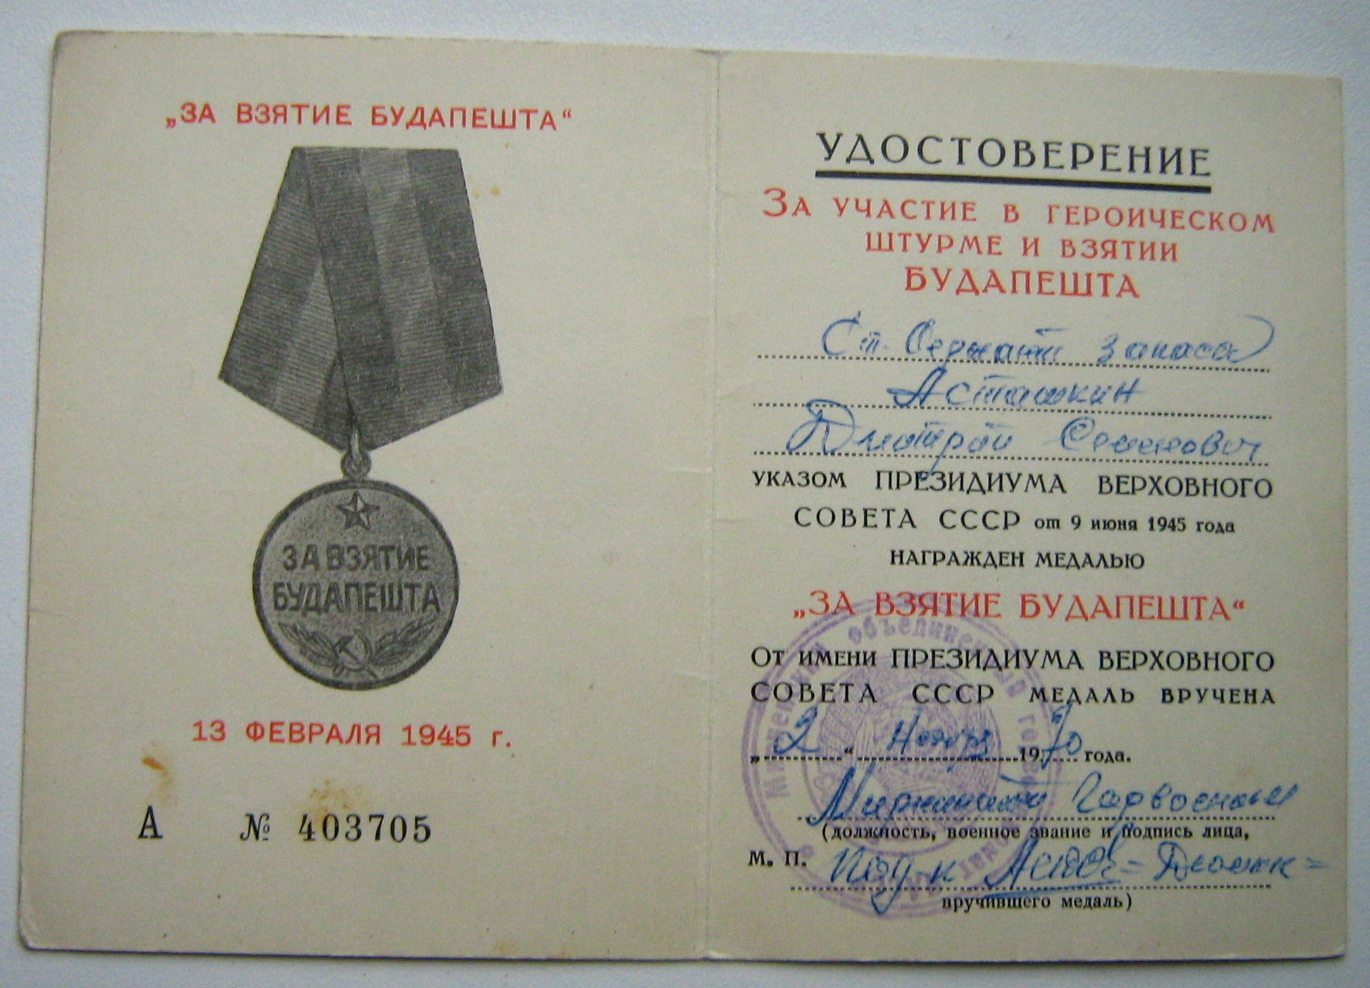 „ЗА ВЗЯТИЕ БУДАПЕШТА“
ЗА ВЗЯТИЕ
БУДАПЕШТА
13 ФЕВРАЛЯ 1945 г.
А № 403705
УДОСТОВЕРЕНИЕ
ЗА УЧАСТИЕ В ГЕРОИЧЕСКОМ
ШТУРМЕ И ВЗЯТИИ
БУДАПЕШТА
Ст. Сержант запаса
Асташкин
Дмитрий Семенович
УКАЗОМ ПРЕЗИДИУМА ВЕРХОВНОГО
СОВЕТА СССР от 9 июня 1945 года
НАГРАЖДЕН МЕДАЛЬЮ
„ЗА ВЗЯТИЕ БУДАПЕШТА“
ОТ ИМЕНИ ПРЕЗИДИУМА ВЕРХОВНОГО
СОВЕТА СССР МЕДАЛЬ ВРУЧЕНА
„2“ Ноября 1970 года.
(должность, военное звание и подпись лица,
М. П. Под-к
вручившего медаль)
объединенный